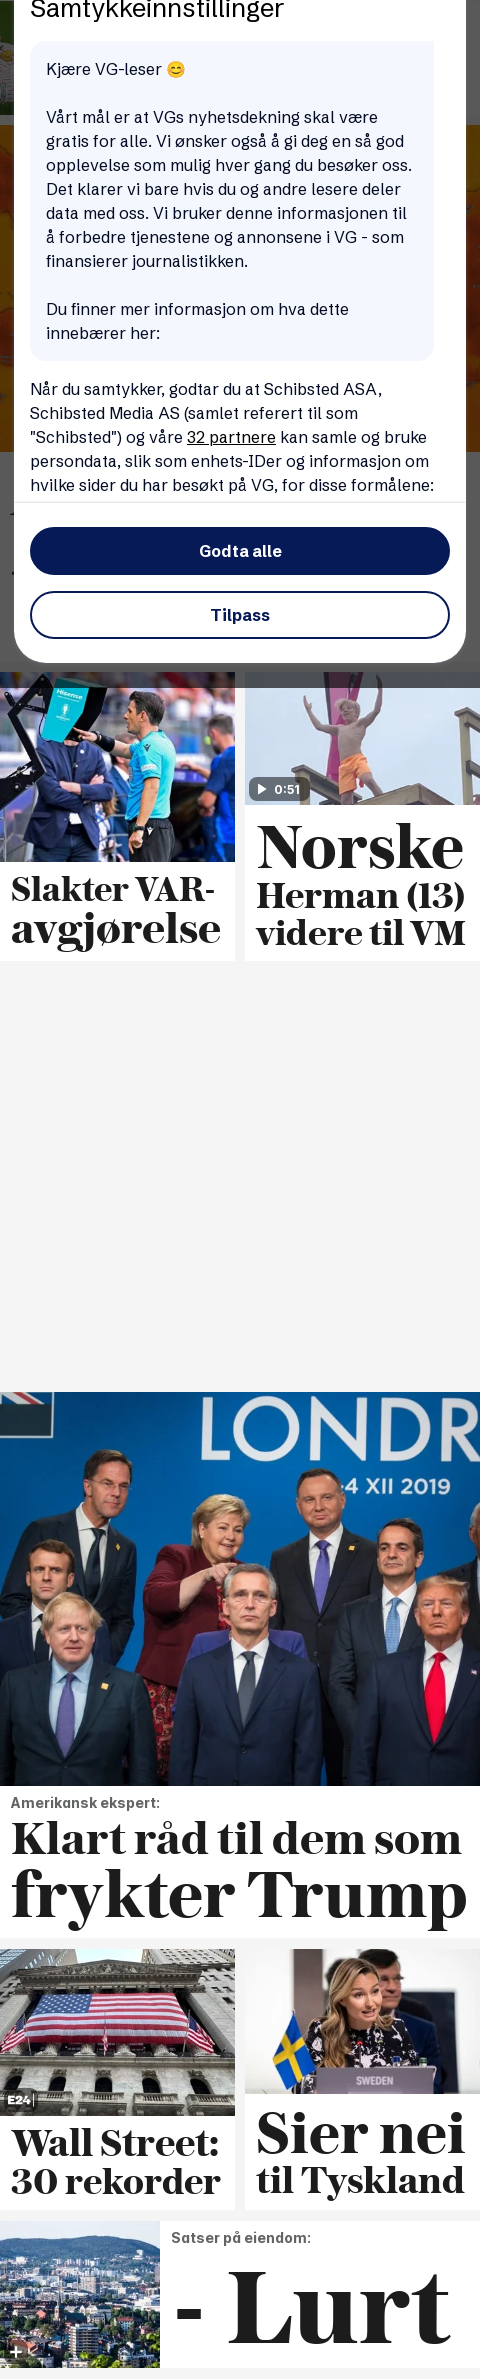 Samtykkeinnstillinger
Kjære VG-leser 😊
Vårt mål er at VGs nyhetsdekning skal være
gratis for alle. Vi ønsker også å gi deg en så god
opplevelse som mulig hver gang du besøker oss.
Det klarer vi bare hvis du og andre lesere deler
data med oss. Vi bruker denne informasjonen til
å forbedre tjenestene og annonsene i VG - som
finansierer journalistikken.
Du finner mer informasjon om hva dette
innebærer her:
Når du samtykker, godtar du at Schibsted ASA,
Schibsted Media AS (samlet referert til som
"Schibsted") og våre 32 partnere kan samle og bruke
persondata, slik som enhets-IDer og informasjon om
hvilke sider du har besøkt på VG, for disse formålene:
Godta alle
Tilpass
Hisense
Slakter VAR-
avgjørelse
0:51
Norske
Herman (13)
videre til VM
LONDR
-4 XII 2019
Amerikansk ekspert:
Klart råd til dem som
frykter Trump
E24
Wall Street:
30 rekorder
SWEDEN
Sier nei
til Tyskland
Satser på eiendom:
- Lurt
+